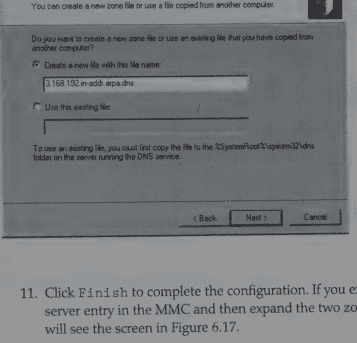 You can create a new zone file or use a file copied from another computer.
Do you want to create a new zone file or use an existing file that you have copied from
another computer?
Create a new file with this file name:
3.168.192.in-addr.arpa.dns
Use this existing file:
To use an existing file, you must first copy the file to the %SystemRoot%\system32\dns
folder on the server running the DNS service.
< Back
Next >
Cancel
11. Click Finish to complete the configuration. If you
server entry in the MMC and then expand the two
will see the screen in Figure 6.17.